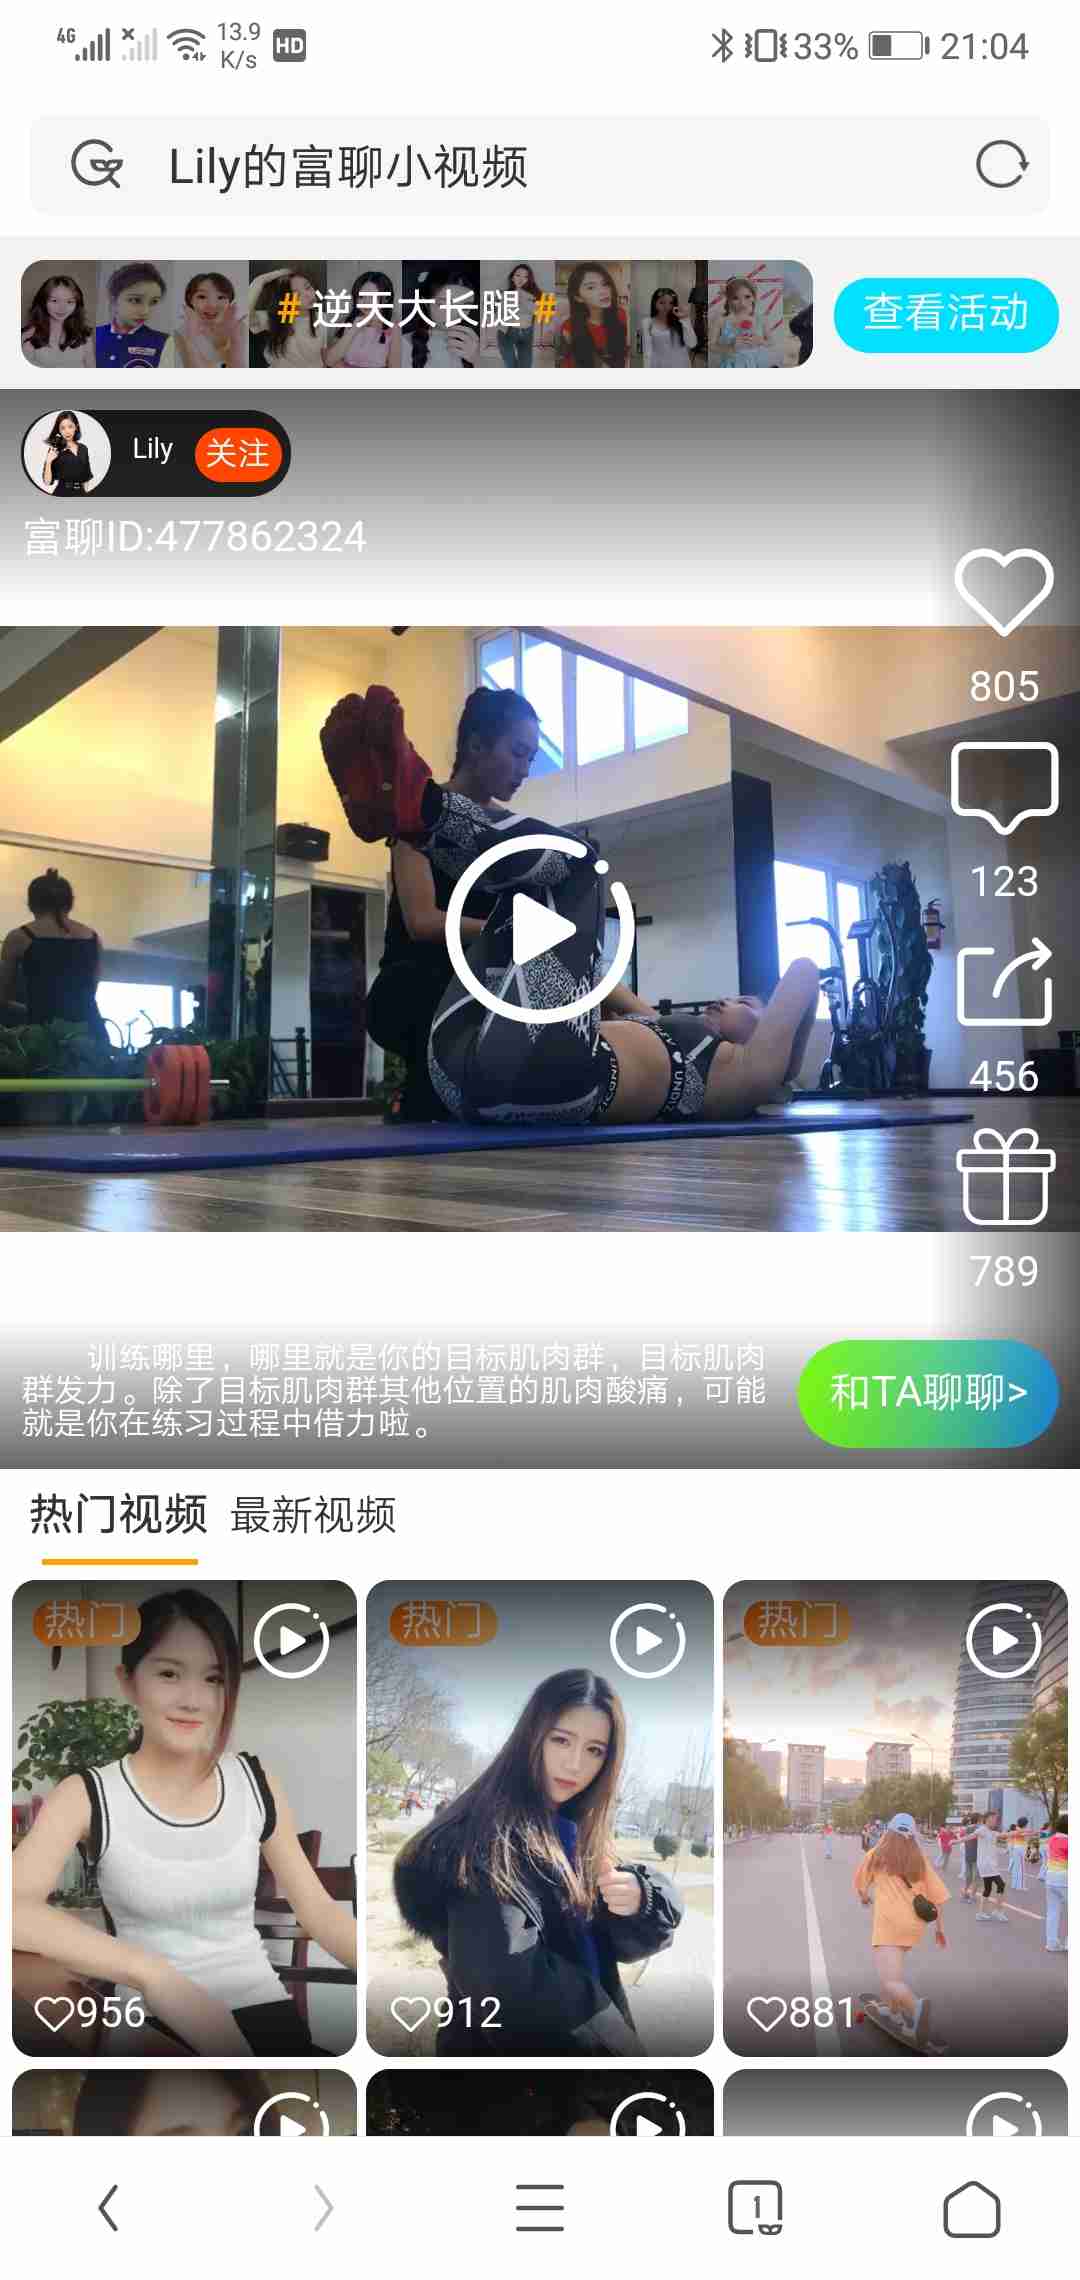 4G 13.9 K/s HD 33% 21:04
Lily的富聊小视频
# 逆天大长腿 #
查看活动
Lily 关注
富聊ID:477862324
805
123
456
789
训练哪里，哪里就是你的目标肌肉群，目标肌肉
群发力。除了目标肌肉群其他位置的肌肉酸痛，可能
就是你在练习过程中借力啦。
和TA聊聊>
热门视频 最新视频
热门 热门 热门
956 912 881
1